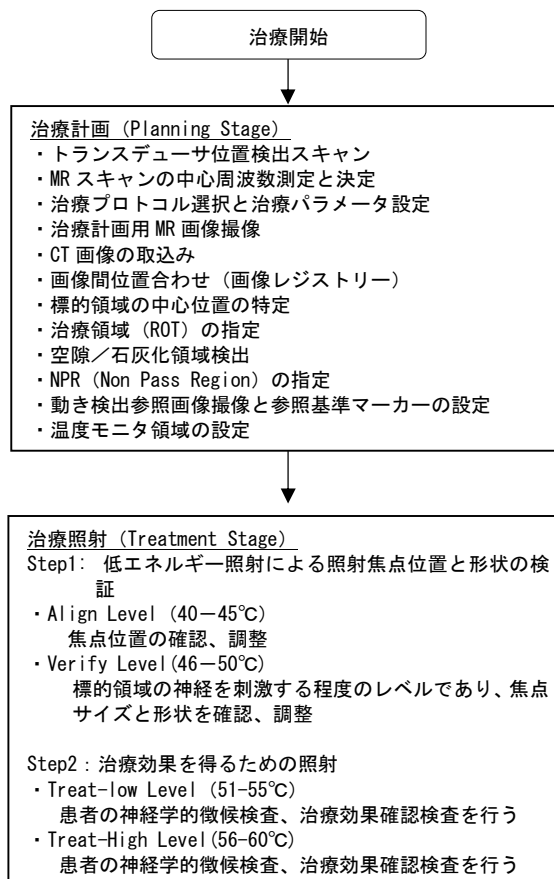 治療開始
治療計画 (Planning Stage)
・トランスデューサ位置検出スキャン
・MR スキャンの中心周波数測定と決定
・治療プロトコル選択と治療パラメータ設定
・治療計画用 MR 画像撮像
・CT 画像の取込み
・画像間位置合わせ（画像レジストリー）
・標的領域の中心位置の特定
・治療領域（ROT）の指定
・空隙／石灰化領域検出
・NPR（Non Pass Region）の指定
・動き検出参照画像撮像と参照基準マーカーの設定
・温度モニタ領域の設定
治療照射 (Treatment Stage)
Step1: 低エネルギー照射による照射焦点位置と形状の検
証
・Align Level (40－45℃)
焦点位置の確認、調整
・Verify Level(46－50℃)
標的領域の神経を刺激する程度のレベルであり、焦点
サイズと形状を確認、調整
Step2：治療効果を得るための照射
・Treat-low Level (51-55℃)
患者の神経学的徴候検査、治療効果確認検査を行う
・Treat-High Level(56-60℃)
患者の神経学的徴候検査、治療効果確認検査を行う